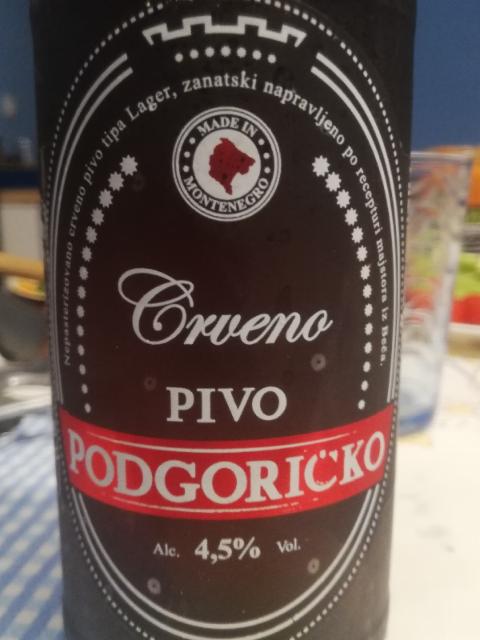 Nepasterizovano crveno pivo tipa Lager, zanatski napravljeno po recepturi majstora iz Beča.
MADE IN
MONTENEGRO
Crveno
PIVO
PODGORIČKO
Alc. 4,5% Vol.